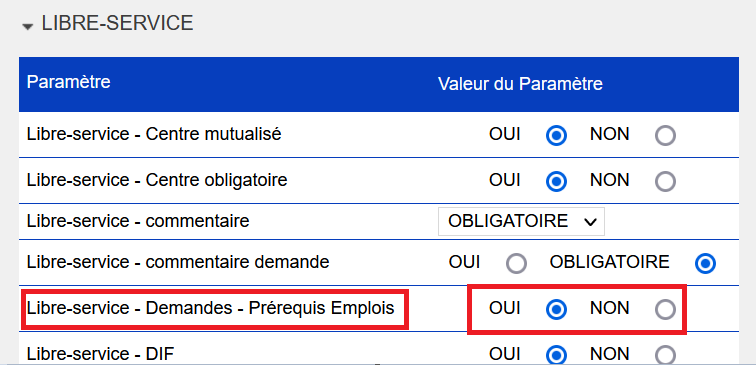 LIBRE-SERVICE
Paramètre Valeur du Paramètre
Libre-service - Centre mutualisé OUI NON
Libre-service - Centre obligatoire OUI NON
Libre-service - commentaire OBLIGATOIRE
Libre-service - commentaire demande OUI OBLIGATOIRE
Libre-service - Demandes - Prérequis Emplois OUI NON
Libre-service - DIF OUI NON